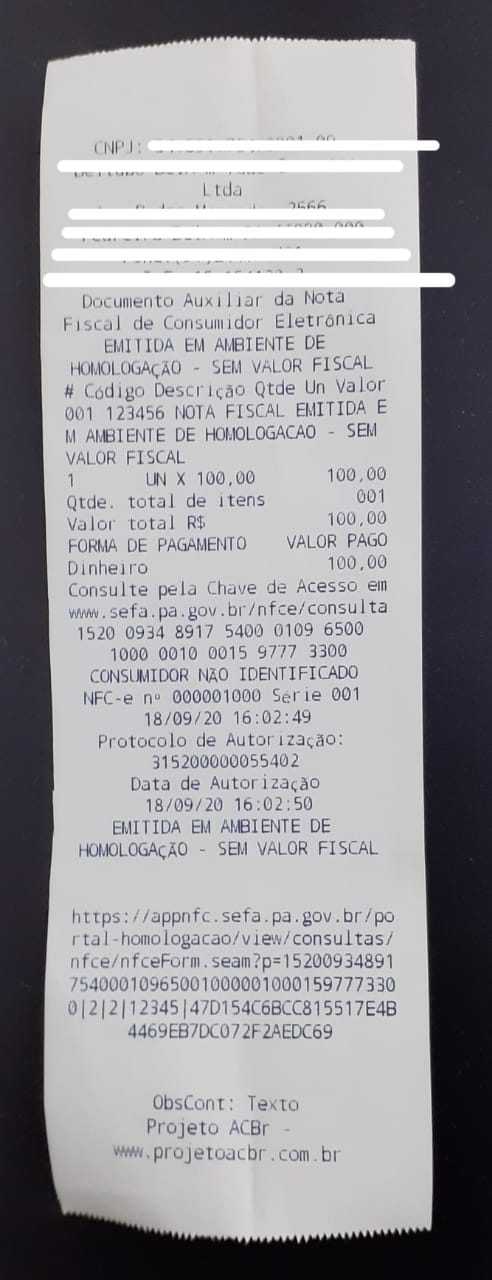 CNPJ:
Ltda
Documento Auxiliar da Nota
Fiscal de Consumidor Eletrônica
EMITIDA EM AMBIENTE DE
HOMOLOGAÇÃO - SEM VALOR FISCAL
# Código Descrição Qtde Un Valor
001 123456 NOTA FISCAL EMITIDA E
M AMBIENTE DE HOMOLOGACAO - SEM
VALOR FISCAL
1 UN X 100,00 100,00
Qtde. total de itens 001
Valor total R$ 100,00
FORMA DE PAGAMENTO VALOR PAGO
Dinheiro 100,00
Consulte pela Chave de Acesso em
www.sefa.pa.gov.br/nfce/consulta
1520 0934 8917 5400 0109 6500
1000 0010 0015 9777 3300
CONSUMIDOR NÃO IDENTIFICADO
NFC-e nº 000001000 Série 001
18/09/20 16:02:49
Protocolo de Autorização:
315200000055402
Data de Autorização
18/09/20 16:02:50
EMITIDA EM AMBIENTE DE
HOMOLOGAÇÃO - SEM VALOR FISCAL
https://appnfc.sefa.pa.gov.br/po
rtal-homologacao/view/consultas/
nfce/nfceForm.seam?p=15200934891
75400010965001000001000159777330
0|2|2|12345|47D154C6BCC815517E4B
4469EB7DC072F2AEDC69
ObsCont: Texto
Projeto ACBr -
www.projetoacbr.com.br